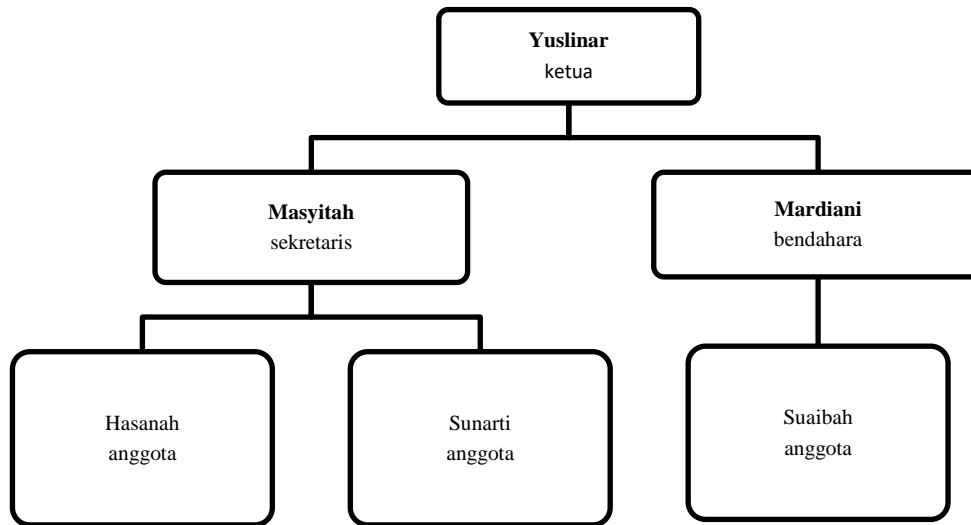 Yuslinar
ketua
Masyitah
sekretaris
Mardiani
bendahara
Hasanah
anggota
Sunarti
anggota
Suaibah
anggota